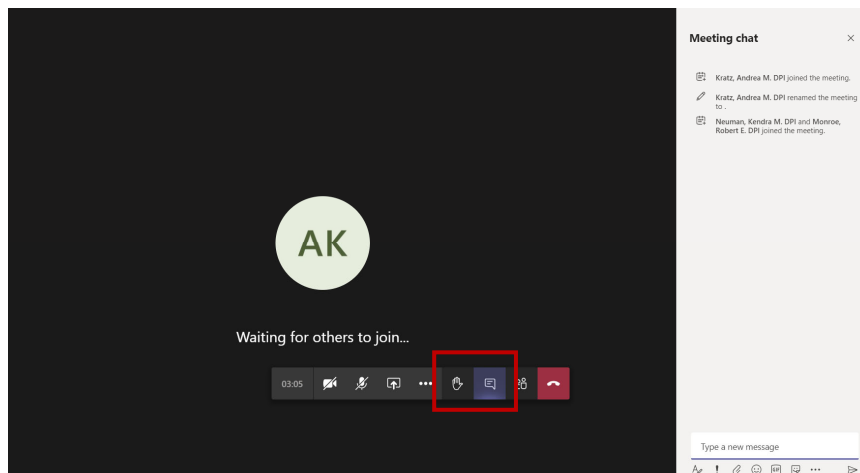 Meeting chat
Kratz, Andrea M. DPI joined the meeting.
Kratz, Andrea M. DPI renamed the meeting
to .
Neuman, Kendra M. DPI and Monroe,
Robert E. DPI joined the meeting.
AK
Waiting for others to join...
03:05
Type a new message
GIF